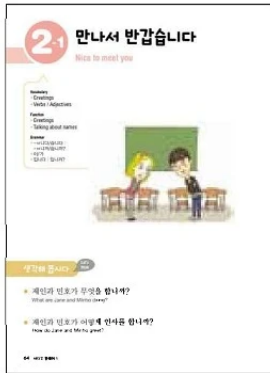 2-1
만나서 반갑습니다
Nice to meet you
Vocabulary
- Greetings
- Verbs / Adjectives
Function
- Greetings
- Talking about names
Grammar
생각해 봅시다
제인과 민호가 무엇을 합니까?
What are Jane and Minho doing?
제인과 민호가 어떻게 인사를 합니까?
How do Jane and Minho greet?